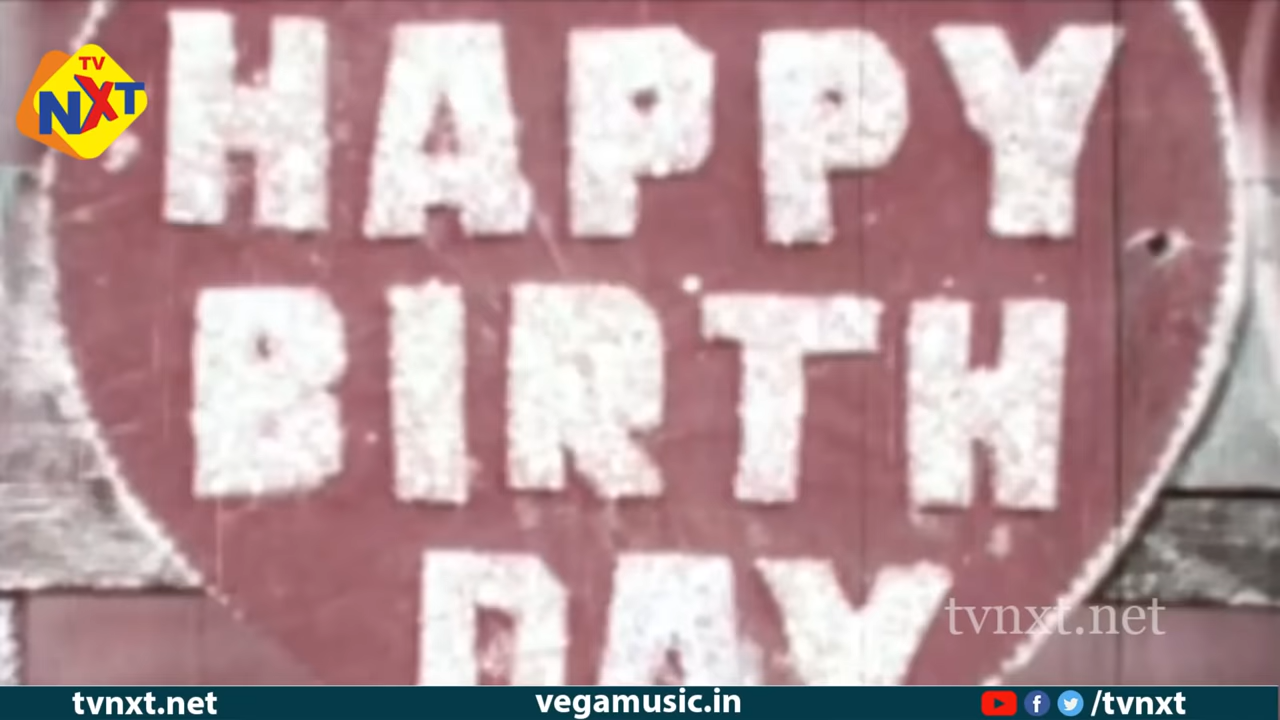 TV
NXT
HAPPY
BIRTH
DAY
tvnxt.net
tvnxt.net
vegamusic.in
/tvnxt